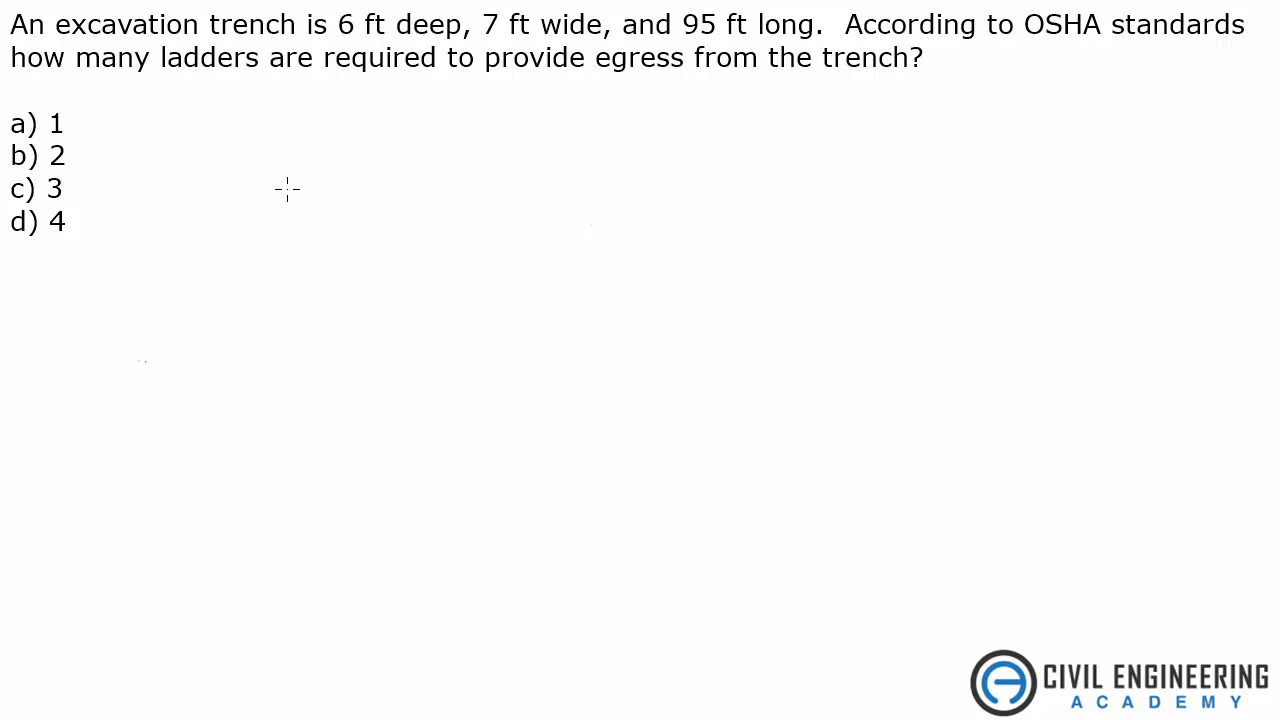 An excavation trench is 6 ft deep, 7 ft wide, and 95 ft long.  According to OSHA standards
how many ladders are required to provide egress from the trench?
a) 1
b) 2
c) 3
d) 4
CIVIL ENGINEERING
ACADEMY